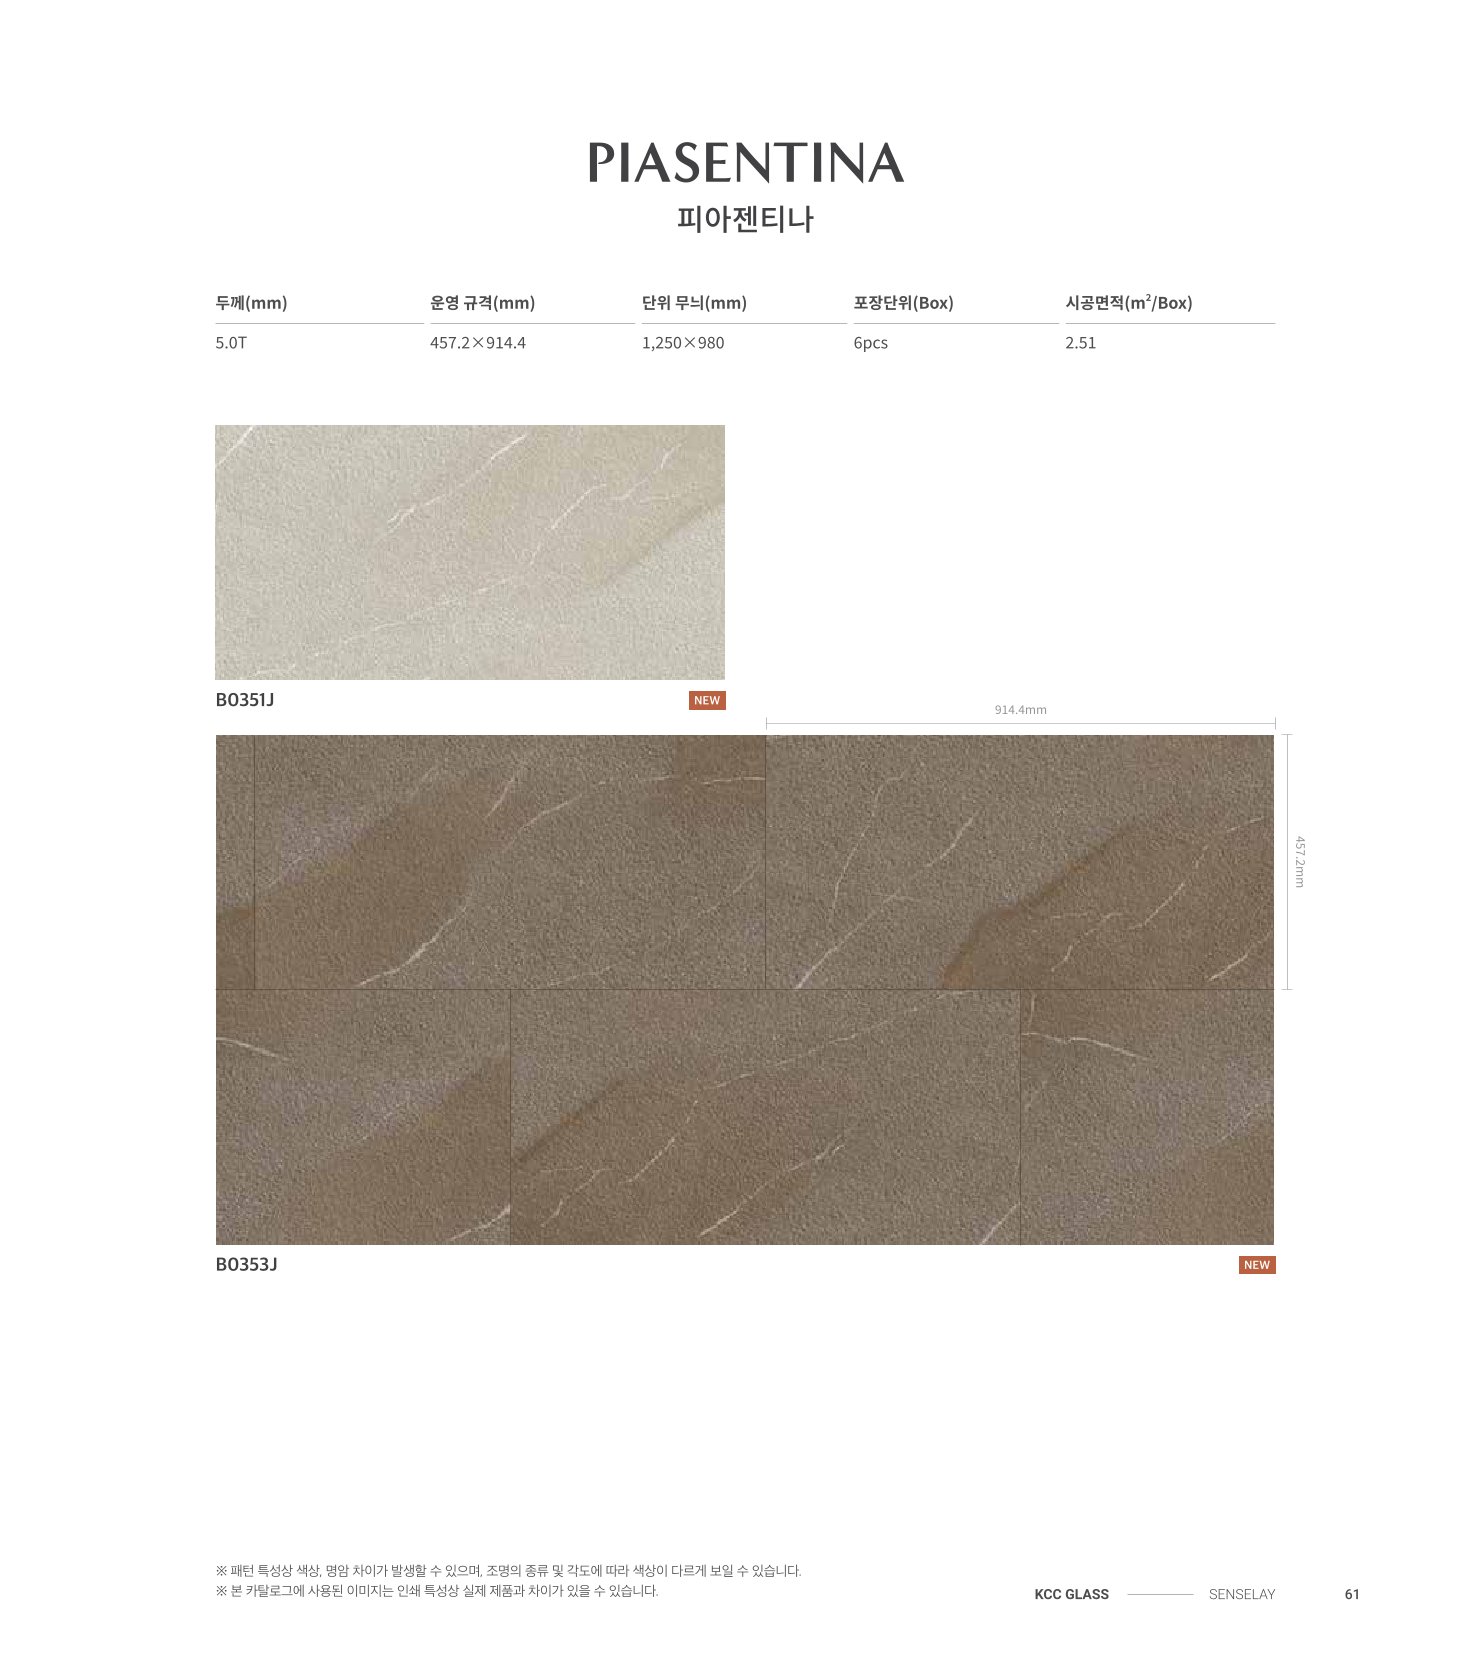 PIASENTINA
피아젠티나
두께(mm) 운영 규격(mm) 단위 무늬(mm) 포장단위(Box) 시공면적(m²/Box)
5.0T 457.2×914.4 1,250×980 6pcs 2.51
B0351J NEW
914.4mm
457.2mm
B0353J NEW
※ 패턴 특성상 색상, 명암 차이가 발생할 수 있으며, 조명의 종류 및 각도에 따라 색상이 다르게 보일 수 있습니다.
※ 본 카탈로그에 사용된 이미지는 인쇄 특성상 실제 제품과 차이가 있을 수 있습니다.
KCC GLASS SENSELAY 61